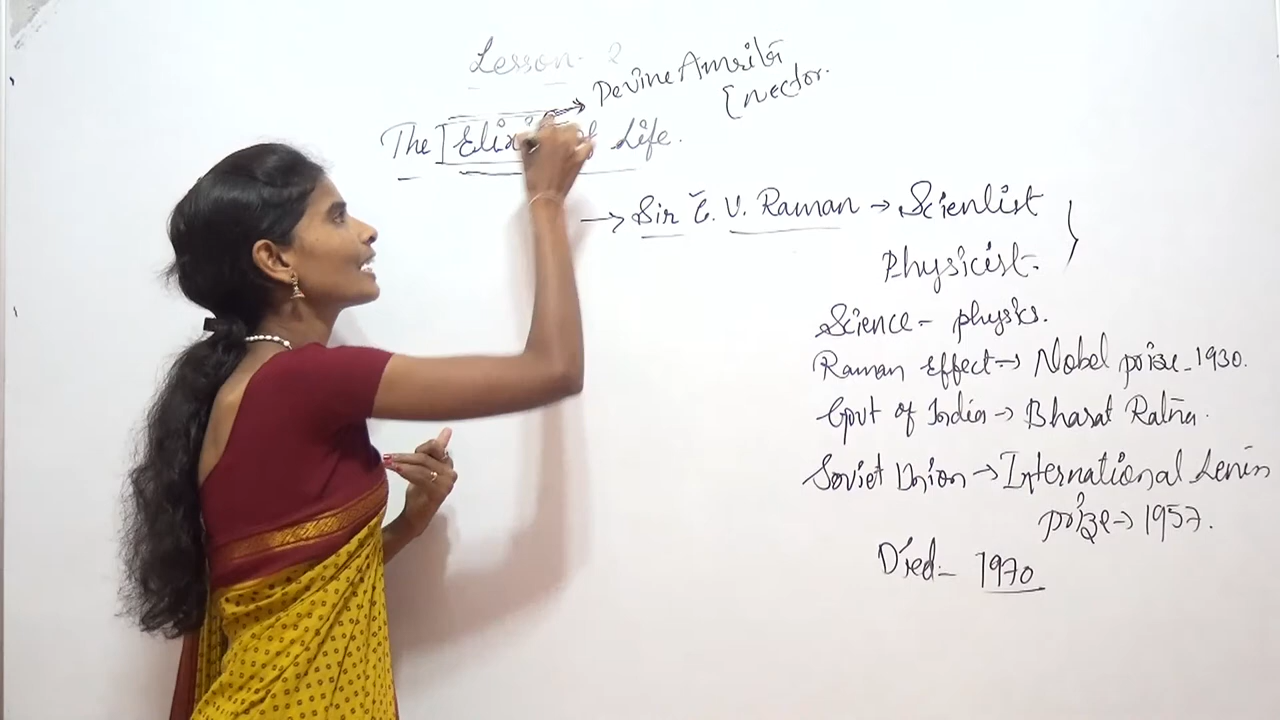 Lesson - 2
Devine Amrita
[nector.
The Elixir of Life.
→ Sir C. V. Raman → Scientist
Physicist.
Science - physics.
Raman Effect → Nobel prize - 1930.
Govt of India → Bharat Ratna.
Soviet Union → International Lenin
prize → 1957.
Died - 1970